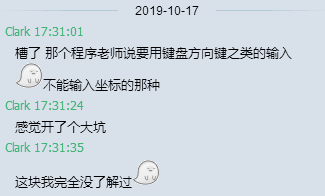 2019-10-17
Clark 17:31:01
槽了 那个程序老师说要用键盘方向键之类的输入
不能输入坐标的那种
Clark 17:31:24
感觉开了个大坑
Clark 17:31:35
这块我完全没了解过